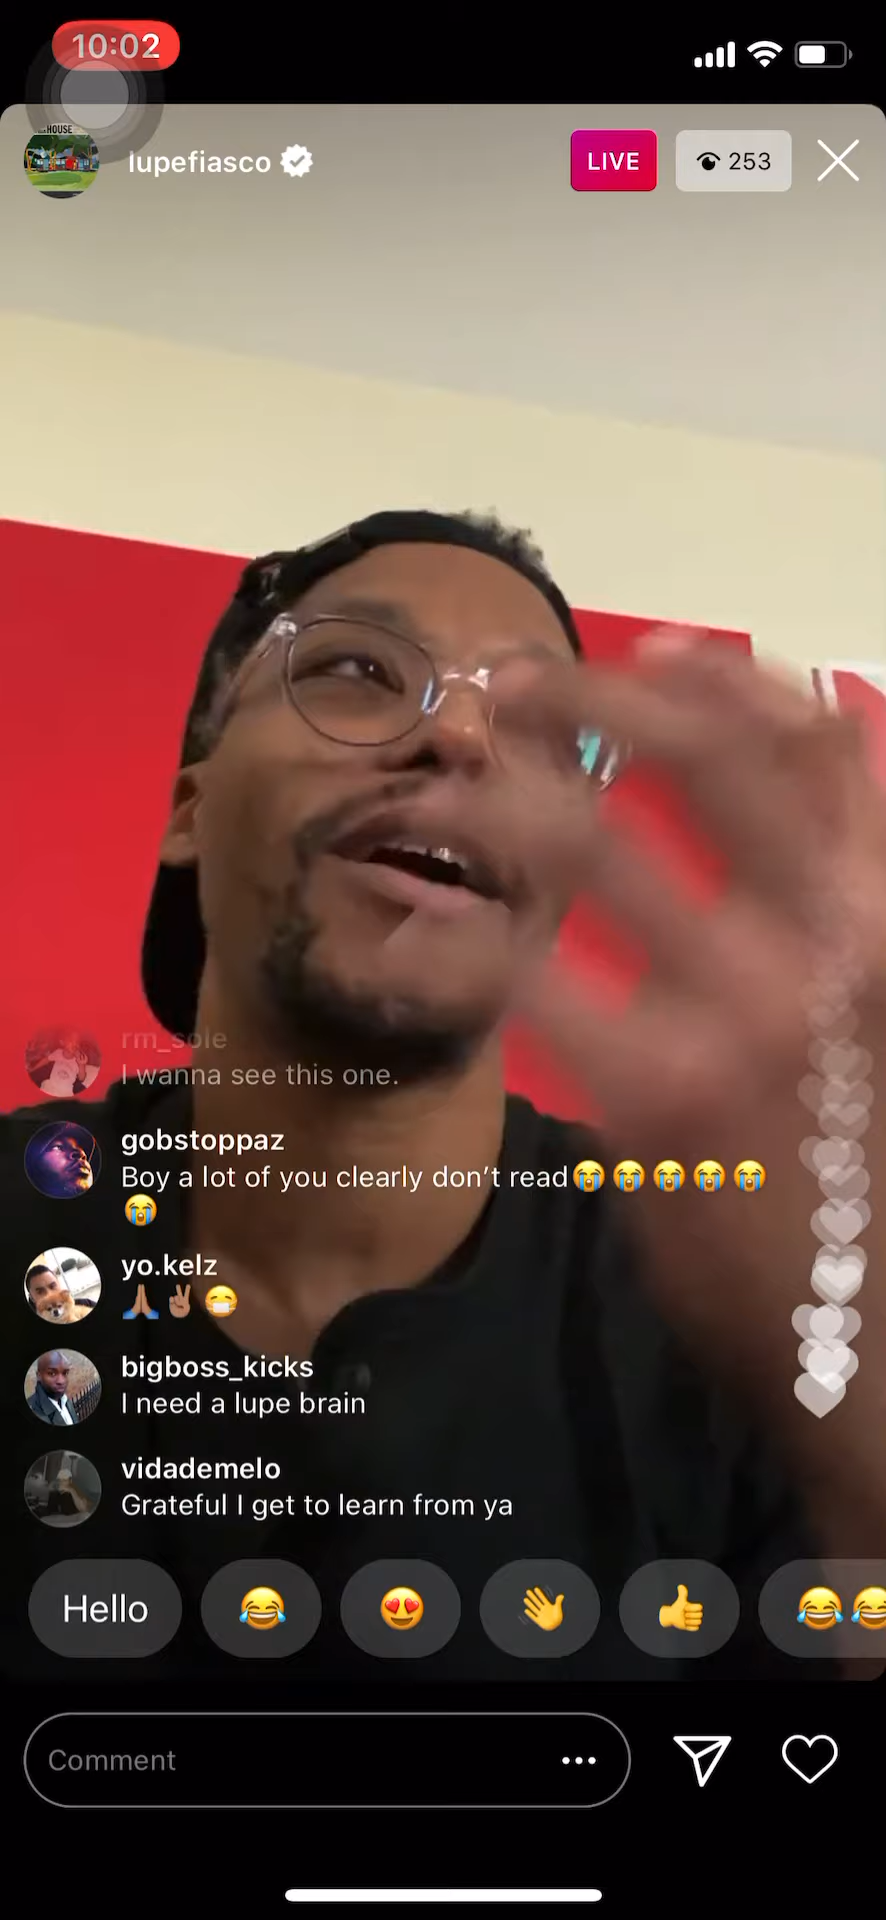 10:02
HOUSE
lupefiasco
LIVE
253
rm_sole
I wanna see this one.
gobstoppaz
Boy a lot of you clearly don’t read😭😭😭😭😭
😭
yo.kelz
🙏🏽✌🏽😷
bigboss_kicks
I need a lupe brain
vidademelo
Grateful I get to learn from ya
Hello 😂 😍 👋 👍 😂😂
Comment